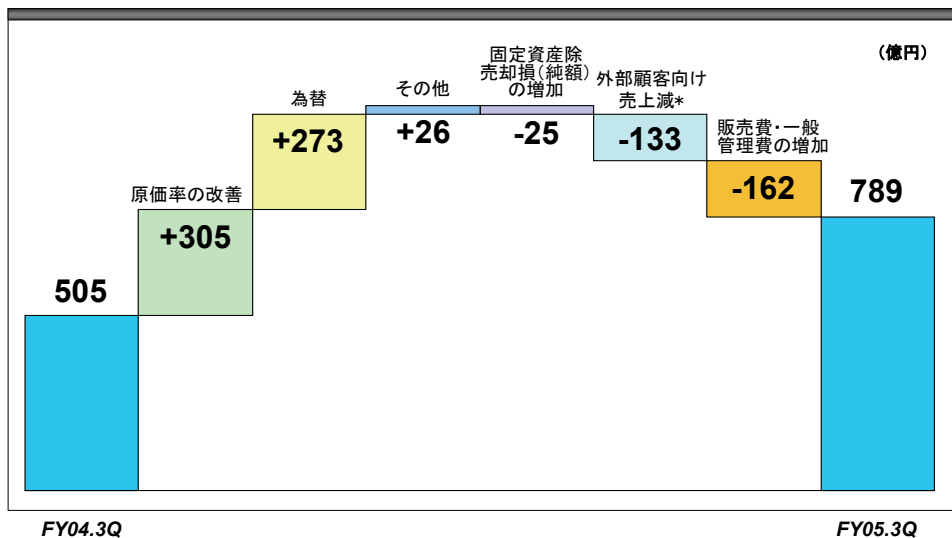 (億円)
固定資産除
売却損(純額)
の増加
外部顧客向け
売上減*
その他
為替
販売費・一般
管理費の増加
原価率の改善
+273
+26
-25
-133
-162
789
+305
505
FY04.3Q
FY05.3Q